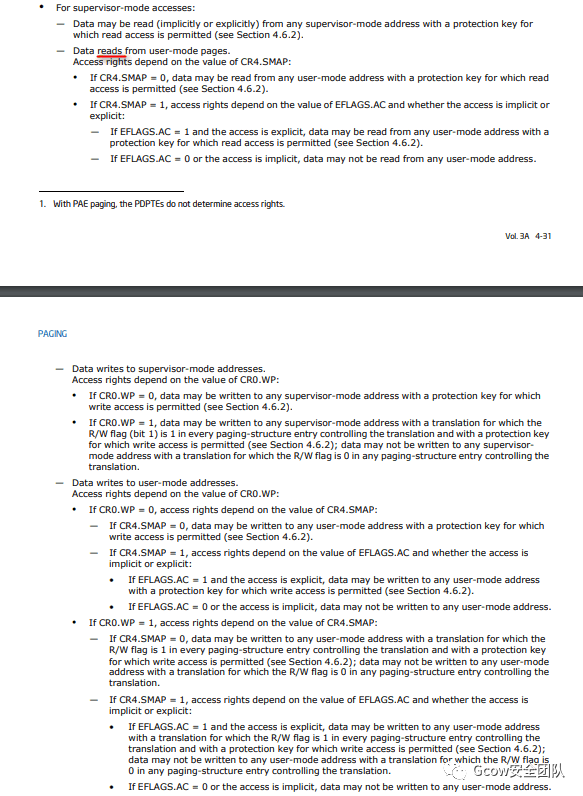 • For supervisor-mode accesses:
— Data may be read (implicitly or explicitly) from any supervisor-mode address with a protection key for
which read access is permitted (see Section 4.6.2).
— Data reads from user-mode pages.
Access rights depend on the value of CR4.SMAP:
• If CR4.SMAP = 0, data may be read from any user-mode address with a protection key for which read
access is permitted (see Section 4.6.2).
• If CR4.SMAP = 1, access rights depend on the value of EFLAGS.AC and whether the access is implicit or
explicit:
— If EFLAGS.AC = 1 and the access is explicit, data may be read from any user-mode address with a
protection key for which read access is permitted (see Section 4.6.2).
— If EFLAGS.AC = 0 or the access is implicit, data may not be read from any user-mode address.
1. With PAE paging, the PDPTEs do not determine access rights.
Vol. 3A 4-31
PAGING
— Data writes to supervisor-mode addresses.
Access rights depend on the value of CR0.WP:
• If CR0.WP = 0, data may be written to any supervisor-mode address with a protection key for which
write access is permitted (see Section 4.6.2).
• If CR0.WP = 1, data may be written to any supervisor-mode address with a translation for which the
R/W flag (bit 1) is 1 in every paging-structure entry controlling the translation and with a protection key
for which write access is permitted (see Section 4.6.2); data may not be written to any supervisor-
mode address with a translation for which the R/W flag is 0 in any paging-structure entry controlling the
translation.
— Data writes to user-mode addresses.
Access rights depend on the value of CR0.WP:
• If CR0.WP = 0, access rights depend on the value of CR4.SMAP:
— If CR4.SMAP = 0, data may be written to any user-mode address with a protection key for which
write access is permitted (see Section 4.6.2).
— If CR4.SMAP = 1, access rights depend on the value of EFLAGS.AC and whether the access is
implicit or explicit:
• If EFLAGS.AC = 1 and the access is explicit, data may be written to any user-mode address
with a protection key for which write access is permitted (see Section 4.6.2).
• If EFLAGS.AC = 0 or the access is implicit, data may not be written to any user-mode address.
• If CR0.WP = 1, access rights depend on the value of CR4.SMAP:
— If CR4.SMAP = 0, data may be written to any user-mode address with a translation for which the
R/W flag is 1 in every paging-structure entry controlling the translation and with a protection key
for which write access is permitted (see Section 4.6.2); data may not be written to any user-mode
address with a translation for which the R/W flag is 0 in any paging-structure entry controlling the
translation.
— If CR4.SMAP = 1, access rights depend on the value of EFLAGS.AC and whether the access is
implicit or explicit:
• If EFLAGS.AC = 1 and the access is explicit, data may be written to any user-mode address
with a translation for which the R/W flag is 1 in every paging-structure entry controlling the
translation and with a protection key for which write access is permitted (see Section 4.6.2);
data may not be written to any user-mode address with a translation for which the R/W flag is
0 in any paging-structure entry controlling the translation.
Gcow安全团队
• If EFLAGS.AC = 0 or the access is implicit, data may not be written to any user-mode address.